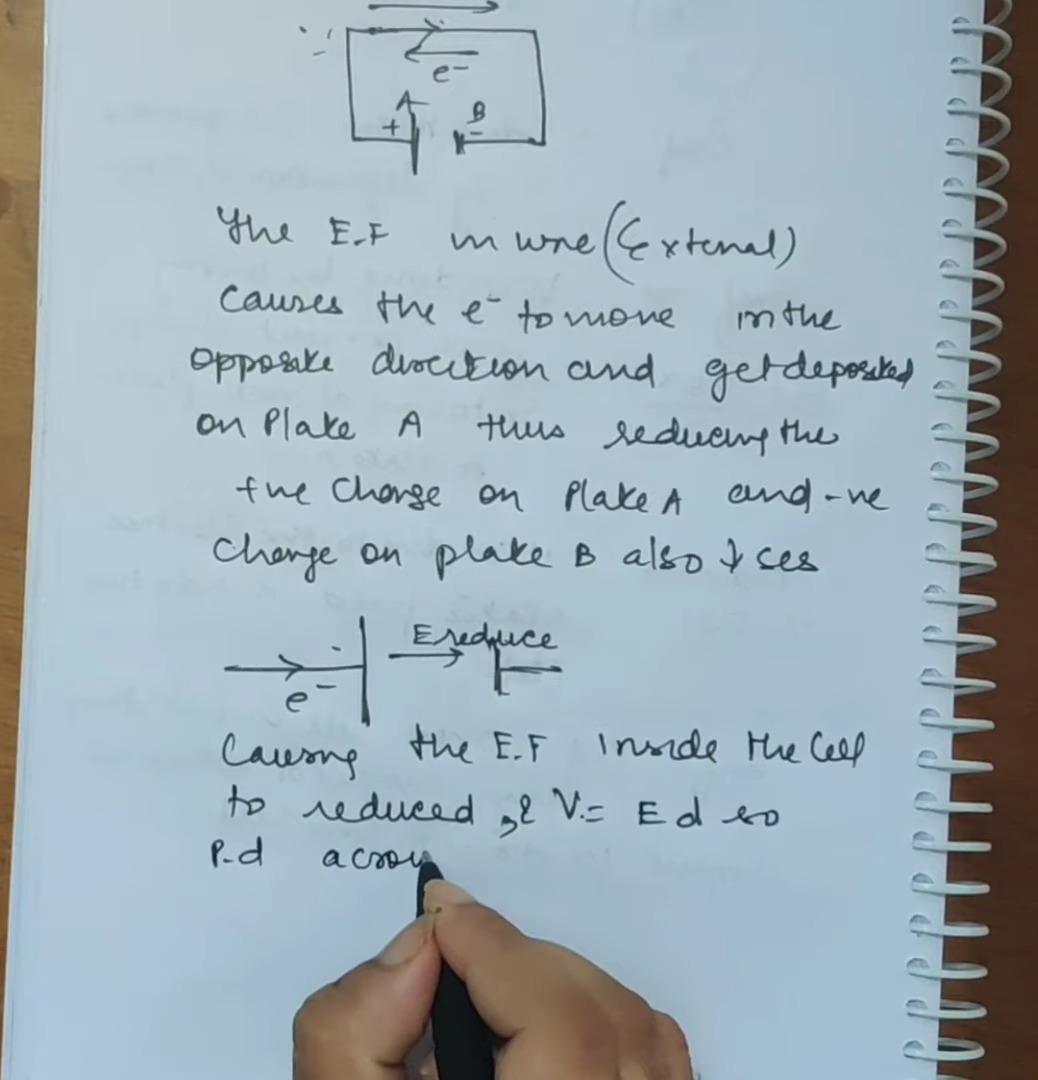 e⁻
A B
+ -
The E.F in wire (External)
causes the e⁻ to move in the
opposite direction and get deposited
on Plate A thus reducing the
+ve Charge on Plate A and -ve
Charge on plate B also ↓ses
E reduce
e⁻
Causing the E.F inside the Cell
to reduced , & V = Ed so
P.d across